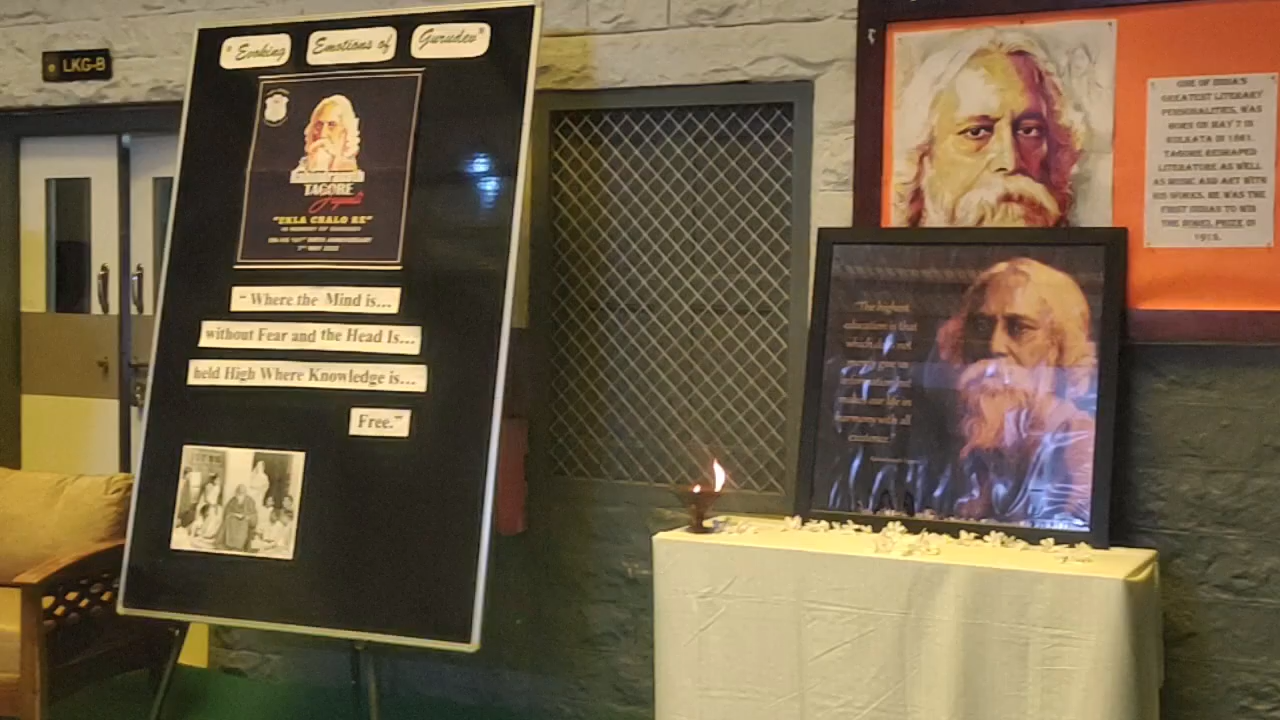 LKG-B
"Evoking Emotions of Gurudev"
TAGORE
Jayanti
"EKLA CHALO RE"
7TH MAY
"Where the Mind is...
without Fear and the Head Is...
held High Where Knowledge is...
Free."
ONE OF INDIA'S
GREATEST LITERARY
PERSONALITIES, WAS
BORN ON MAY 7 IN
KOLKATA IN 1861.
TAGORE RESHAPED
LITERATURE AS WELL
AS MUSIC AND ART WITH
HIS WORKS. HE WAS THE
FIRST INDIAN TO WIN
THE NOBEL PRIZE IN
1913.
"The highest
education is that
which does not
merely give us
information but
makes our life in
harmony with all
existence."